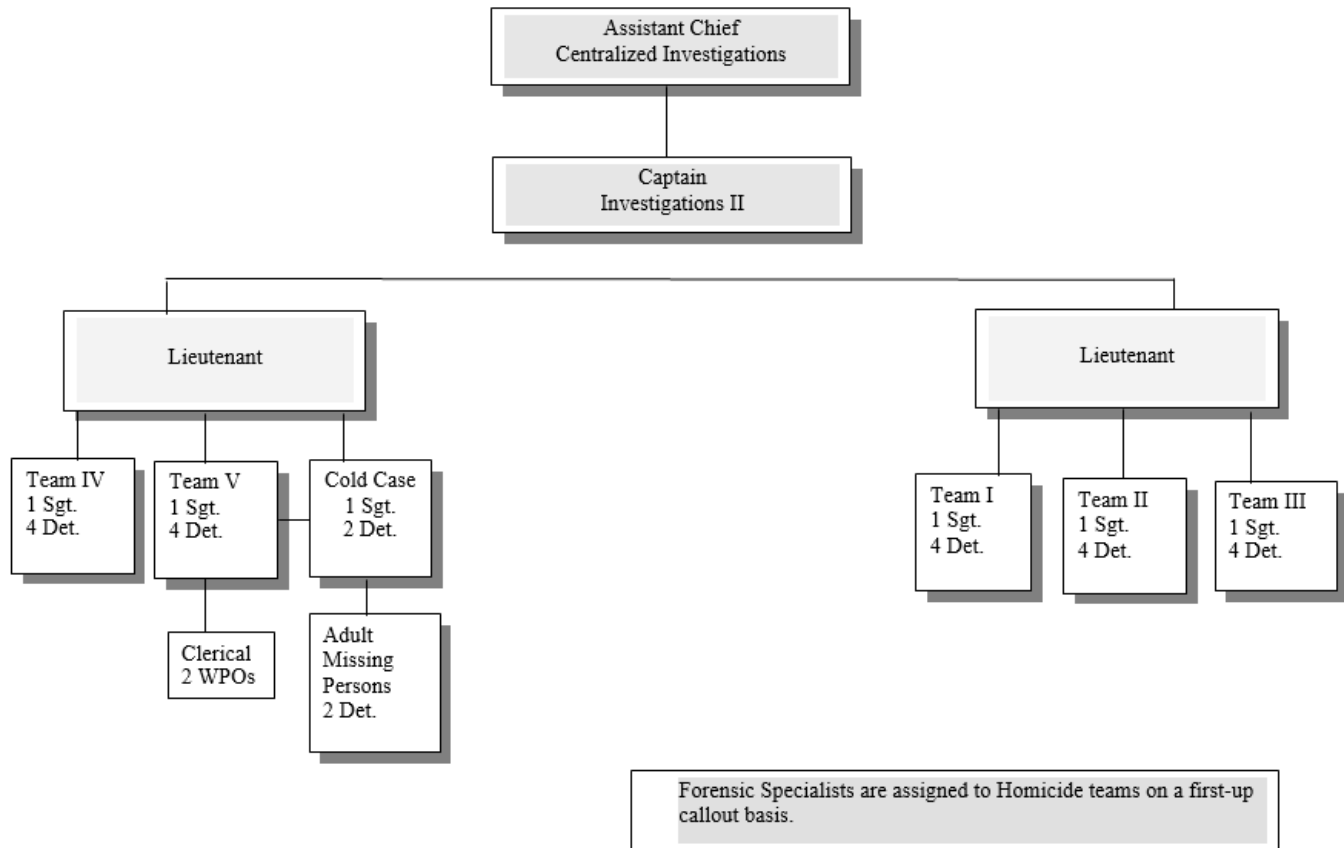 Assistant Chief
Centralized Investigations
Captain
Investigations II
Lieutenant
Lieutenant
Team IV
1 Sgt.
4 Det.
Team V
1 Sgt.
4 Det.
Cold Case
1 Sgt.
2 Det.
Team I
1 Sgt.
4 Det.
Team II
1 Sgt.
4 Det.
Team III
1 Sgt.
4 Det.
Clerical
2 WPOs
Adult
Missing
Persons
2 Det.
Forensic Specialists are assigned to Homicide teams on a first-up
callout basis.